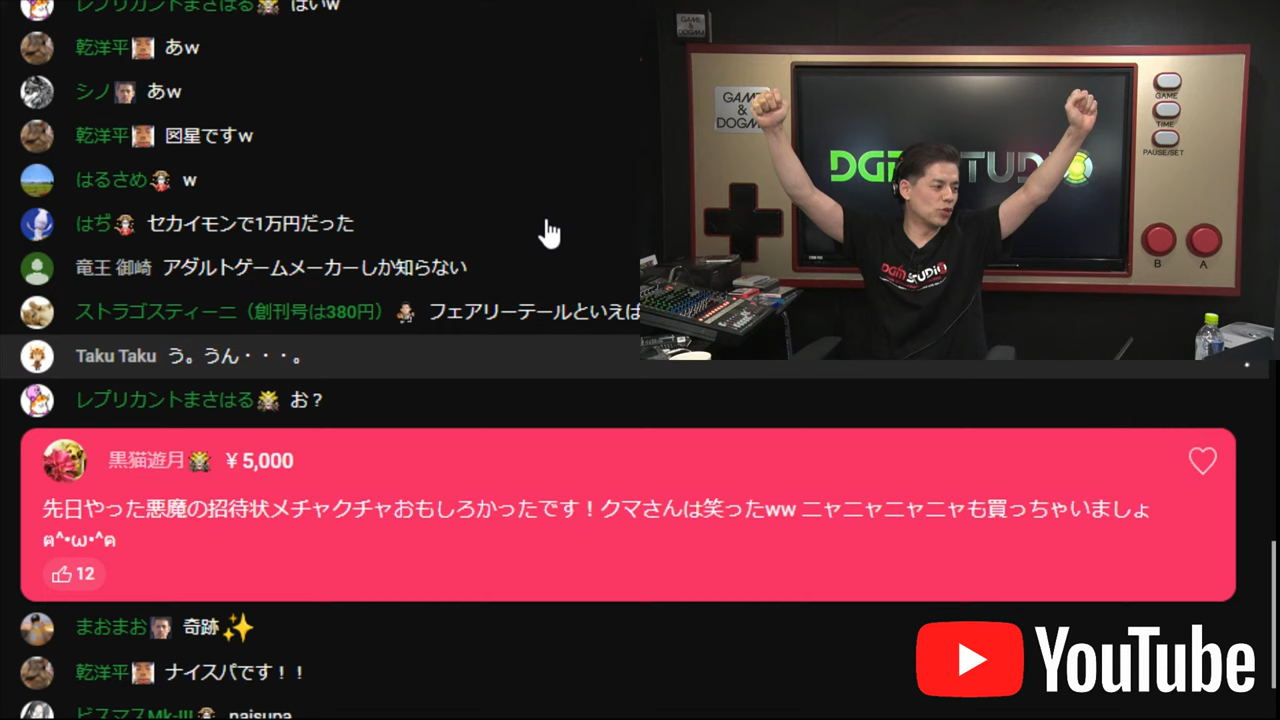 レプリカントまさはる はいw
乾洋平 あw
シノ あw
乾洋平 図星ですw
はるさめ w
はぢ セカイモンで1万円だった
竜王 御崎 アダルトゲームメーカーしか知らない
ストラゴスティーニ（創刊号は380円） フェアリーテールといえば
Taku Taku う。うん・・・。
レプリカントまさはる お？
黒猫遊月 ￥5,000
先日やった悪魔の招待状メチャクチャおもしろかったです！クマさんは笑ったww ニャニャニャニャも買っちゃいましょ
ฅ^•ω•^ฅ
12
まおまお 奇跡✨
乾洋平 ナイスパです！！
ビスマスMk-III naisupa
GAME
&
DOGM
GAME
TIME
PAUSE/SET
B
A
DGM STUDIO
YouTube